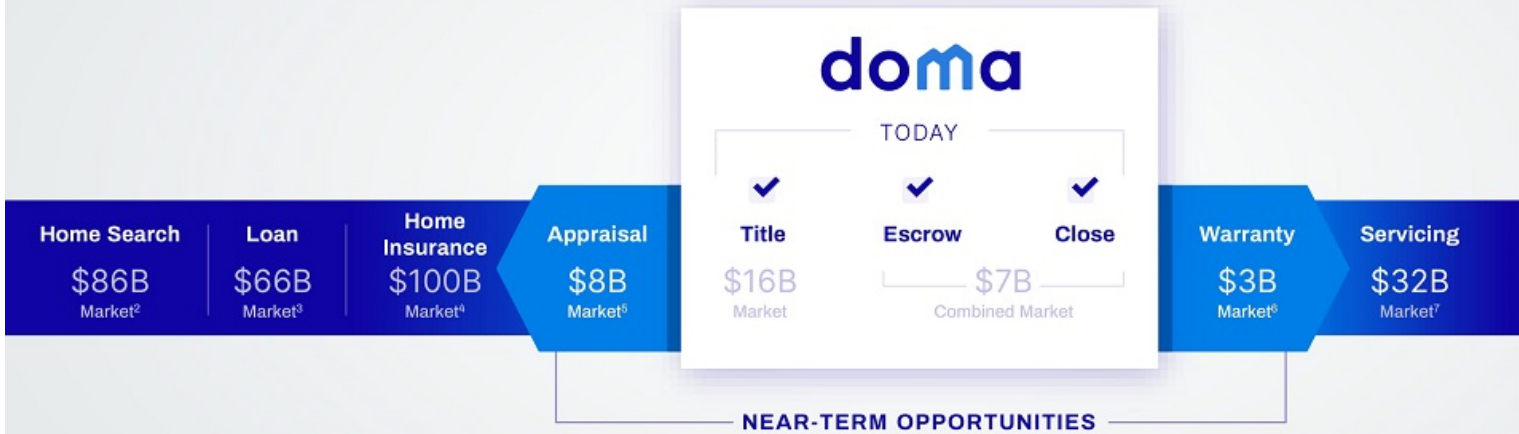 doma
TODAY
Home Search
$86B
Market²
Loan
$66B
Market³
Home
Insurance
$100B
Market⁴
Appraisal
$8B
Market⁵
Title
$16B
Market
Escrow
Close
$7B
Combined Market
Warranty
$3B
Market⁶
Servicing
$32B
Market⁷
NEAR-TERM OPPORTUNITIES